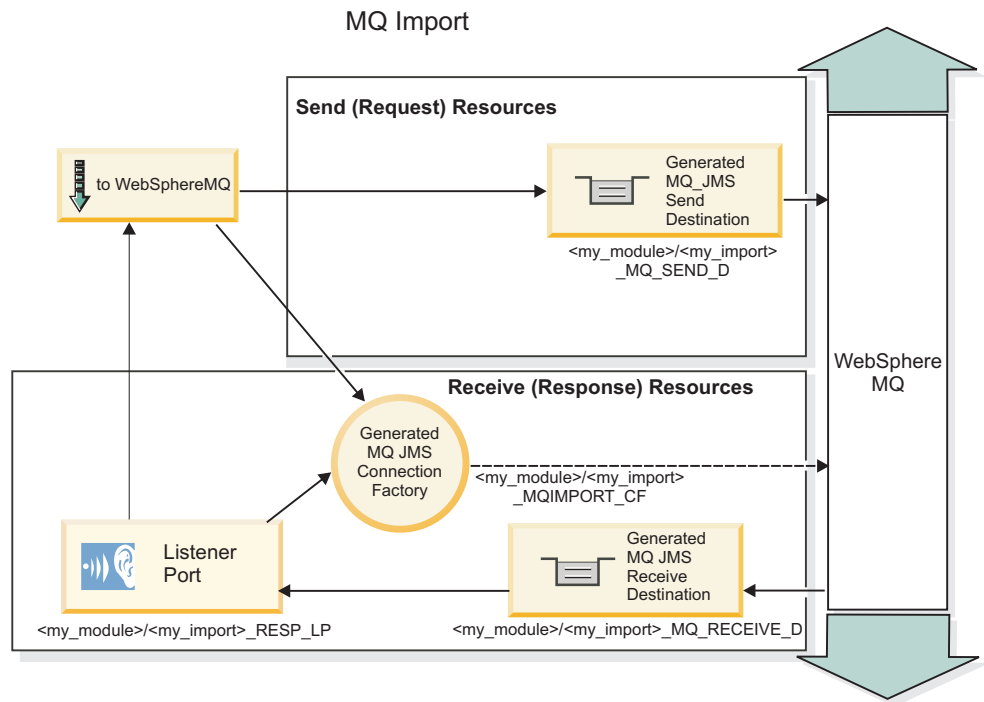 MQ Import
Send (Request) Resources
to WebSphereMQ
Generated
MQ_JMS
Send
Destination
<my_module>/<my_import>
_MQ_SEND_D
WebSphere
MQ
Receive (Response) Resources
Generated
MQ JMS
Connection
Factory
<my_module>/<my_import>
_MQIMPORT_CF
Listener
Port
<my_module>/<my_import>_RESP_LP
Generated
MQ JMS
Receive
Destination
<my_module>/<my_import>_MQ_RECEIVE_D